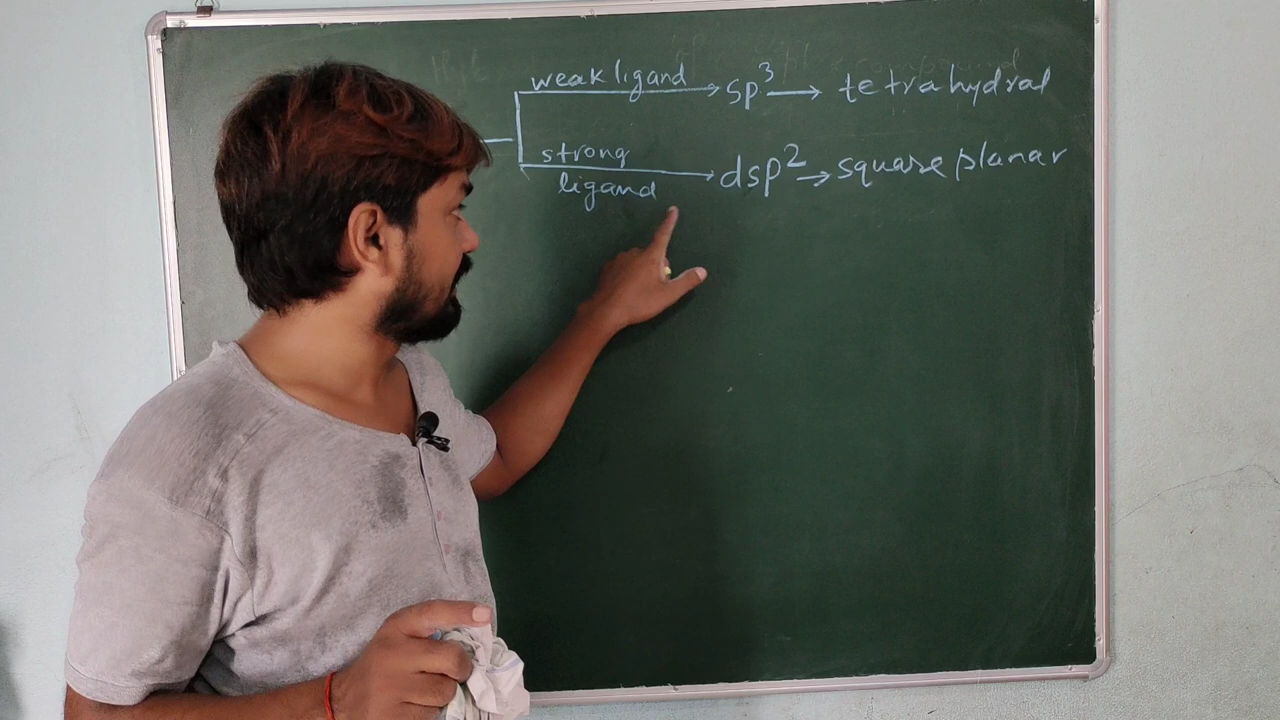 weak ligand → sp³ → tetrahydral
strong ligand → dsp² → square planar